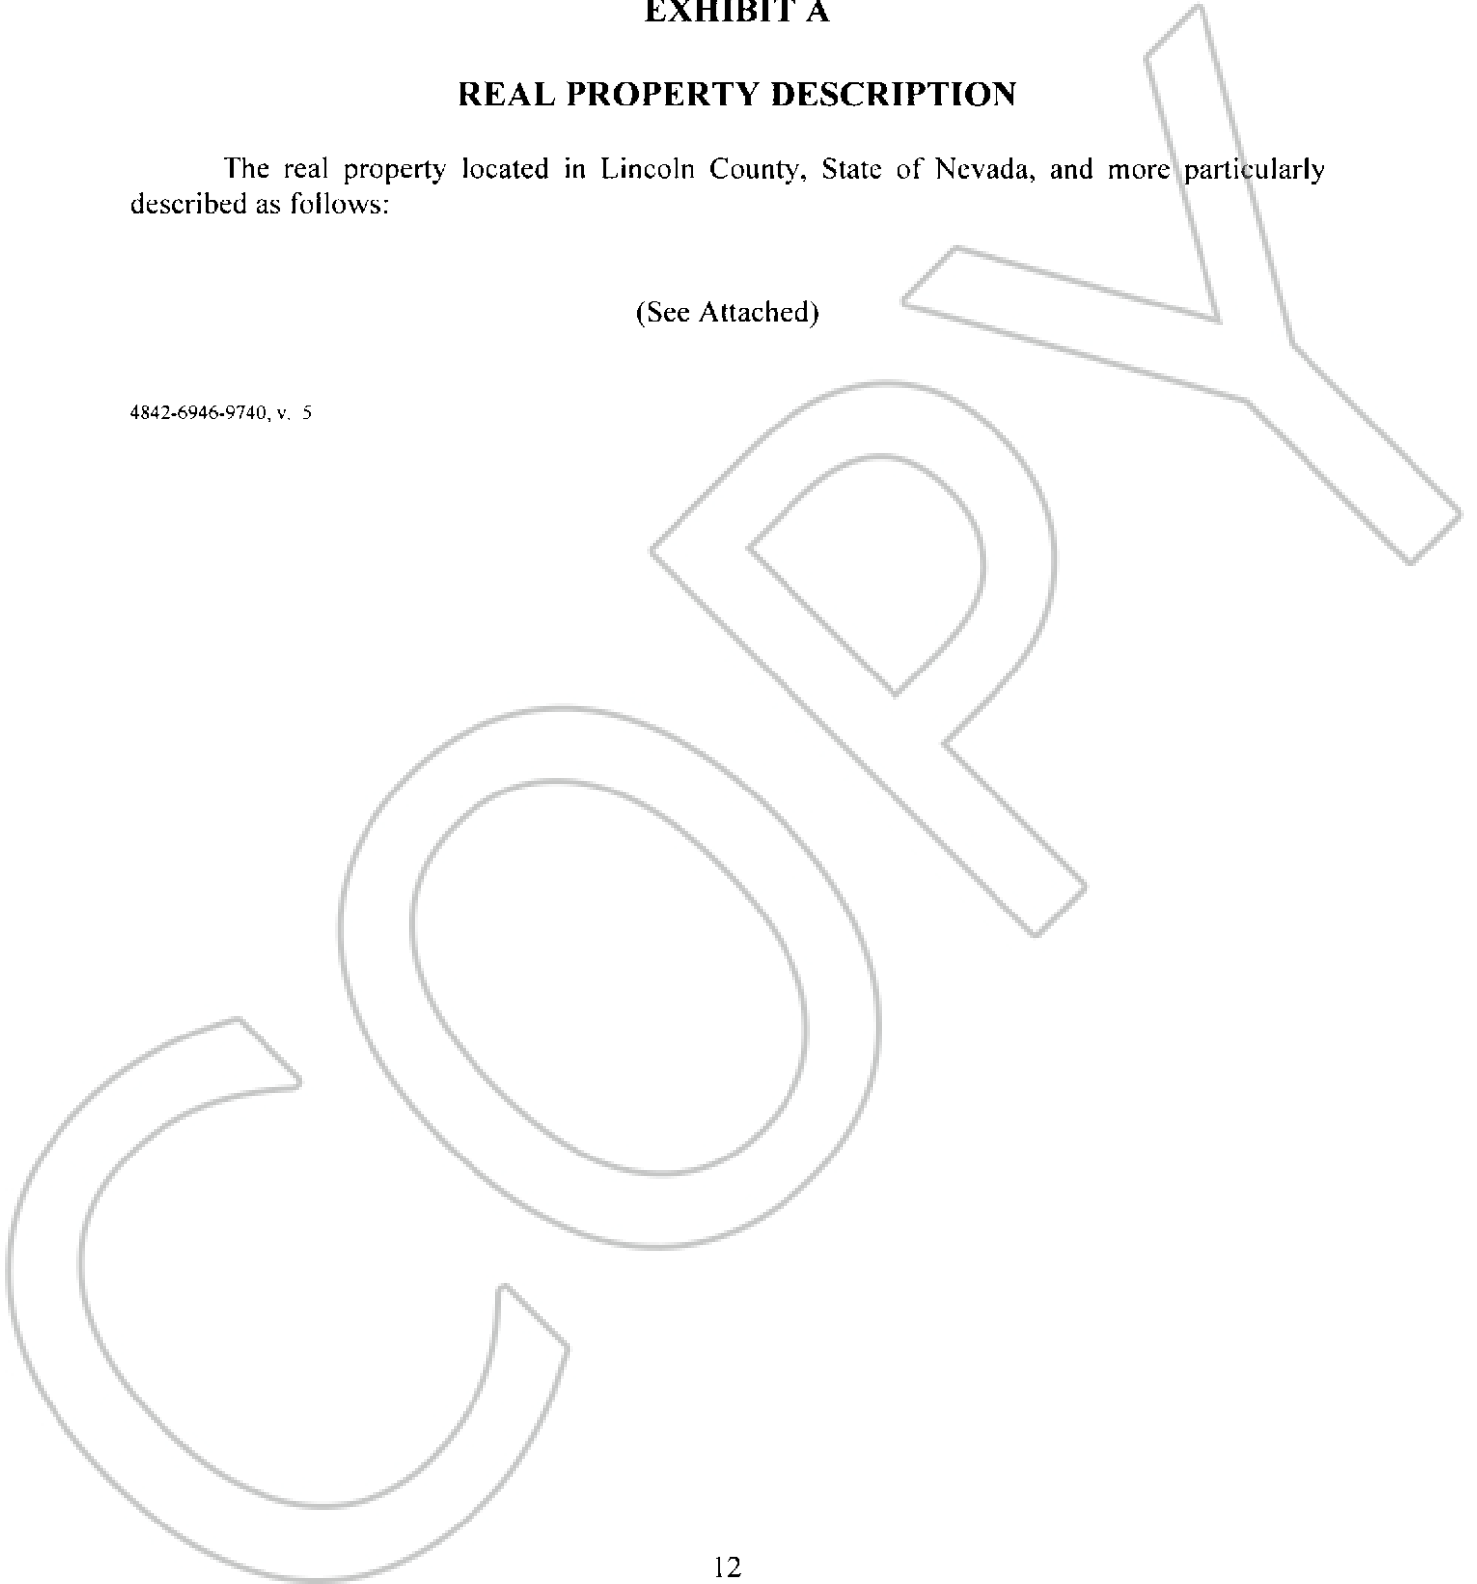 EXHIBIT A
REAL PROPERTY DESCRIPTION
The real property located in Lincoln County, State of Nevada, and more particularly
described as follows:
(See Attached)
4842-6946-9740, v. 5
COPY
12